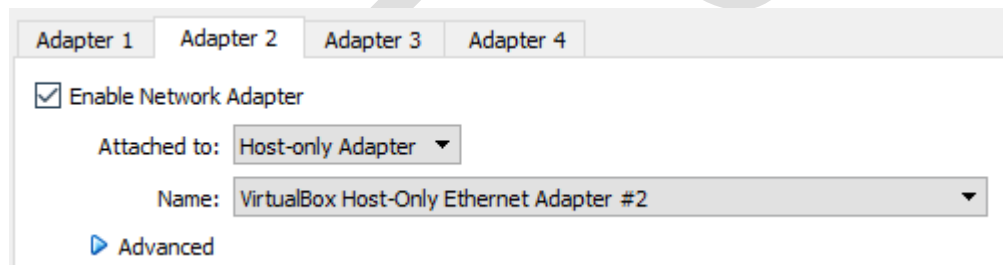 Adapter 1 Adapter 2 Adapter 3 Adapter 4
Enable Network Adapter
Attached to: Host-only Adapter
Name: VirtualBox Host-Only Ethernet Adapter #2
Advanced